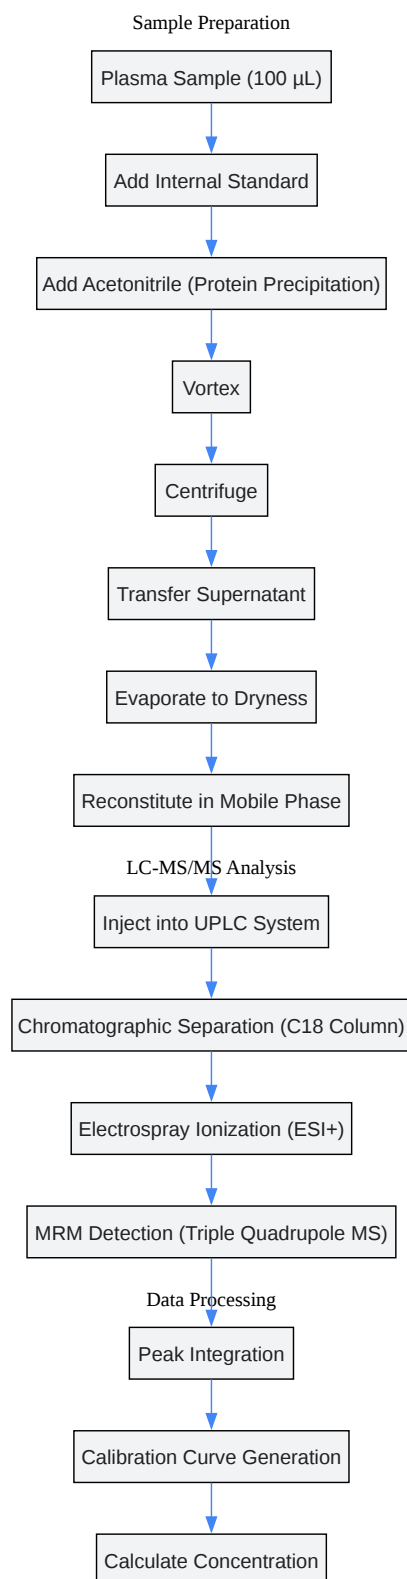 Sample Preparation
Plasma Sample (100 µL)
Add Internal Standard
Add Acetonitrile (Protein Precipitation)
Vortex
Centrifuge
Transfer Supernatant
Evaporate to Dryness
Reconstitute in Mobile Phase
LC-MS/MS Analysis
Inject into UPLC System
Chromatographic Separation (C18 Column)
Electrospray Ionization (ESI+)
MRM Detection (Triple Quadrupole MS)
Data Processing
Peak Integration
Calibration Curve Generation
Calculate Concentration